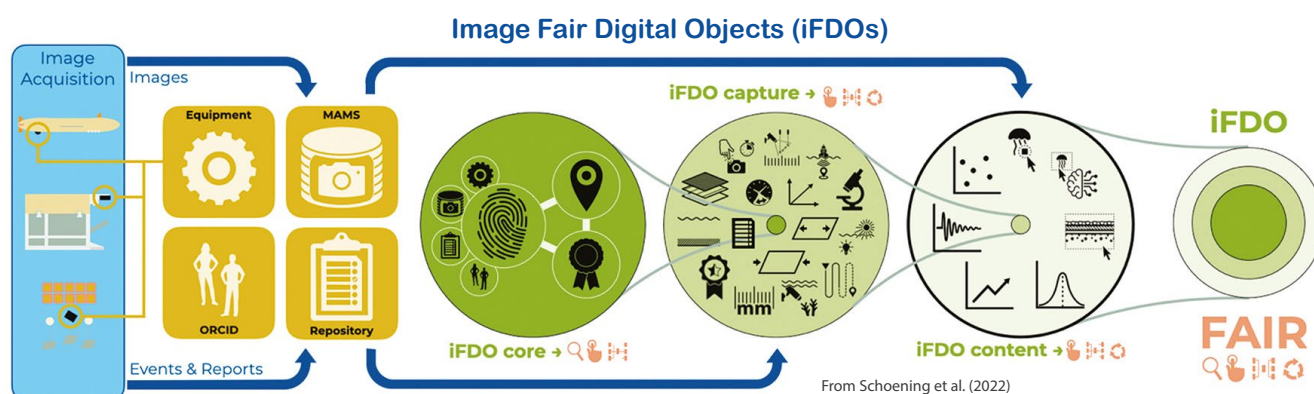 Image Fair Digital Objects (iFDOs)
Image
Acquisition
Images
Equipment
MAMS
ORCID
Repository
Events & Reports
iFDO core →
iFDO capture →
mm
iFDO content →
iFDO
FAIR
From Schoening et al. (2022)